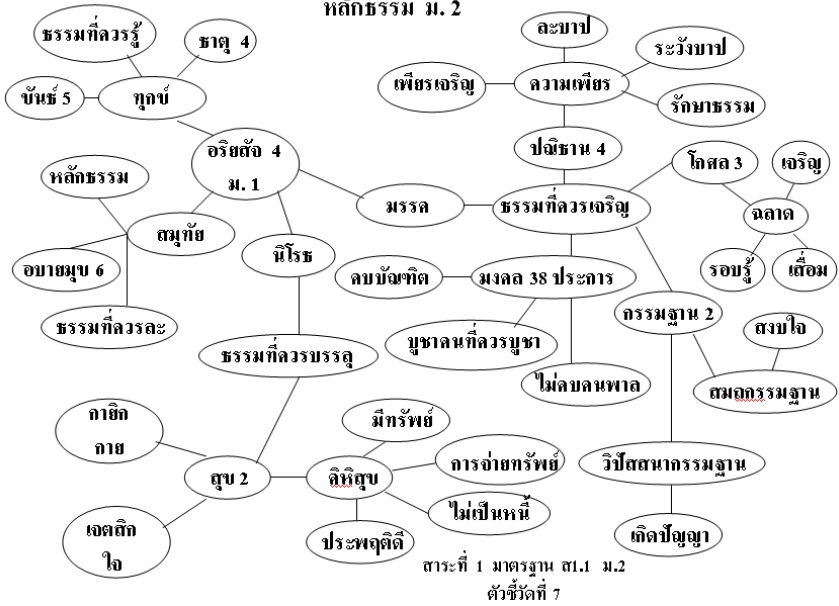 หลักธรรม ม. 2
ธรรมที่ควรรู้
ธาตุ 4
ขันธ์ 5
ทุกข์
อริยสัจ 4
ม. 1
หลักธรรม
สมุทัย
อบายมุข 6
ธรรมที่ควรละ
นิโรธ
ธรรมที่ควรบรรลุ
มรรค
ละบาป
ระวังบาป
เพียรเจริญ
ความเพียร
รักษาธรรม
ปณิธาน 4
ธรรมที่ควรเจริญ
โกศล 3
เจริญ
ฉลาด
รอบรู้
เสื่อม
คบบัณฑิต
มงคล 38 ประการ
บูชาคนที่ควรบูชา
ไม่คบคนพาล
กรรมฐาน 2
สงบใจ
สมถกรรมฐาน
วิปัสสนากรรมฐาน
เกิดปัญญา
กายิก
กาย
สุข 2
เจตสิก
ใจ
คิหิสุข
มีทรัพย์
การจ่ายทรัพย์
ไม่เป็นหนี้
ประพฤติดี
สาระที่ 1 มาตรฐาน ส1.1 ม.2
ตัวชี้วัดที่ 7